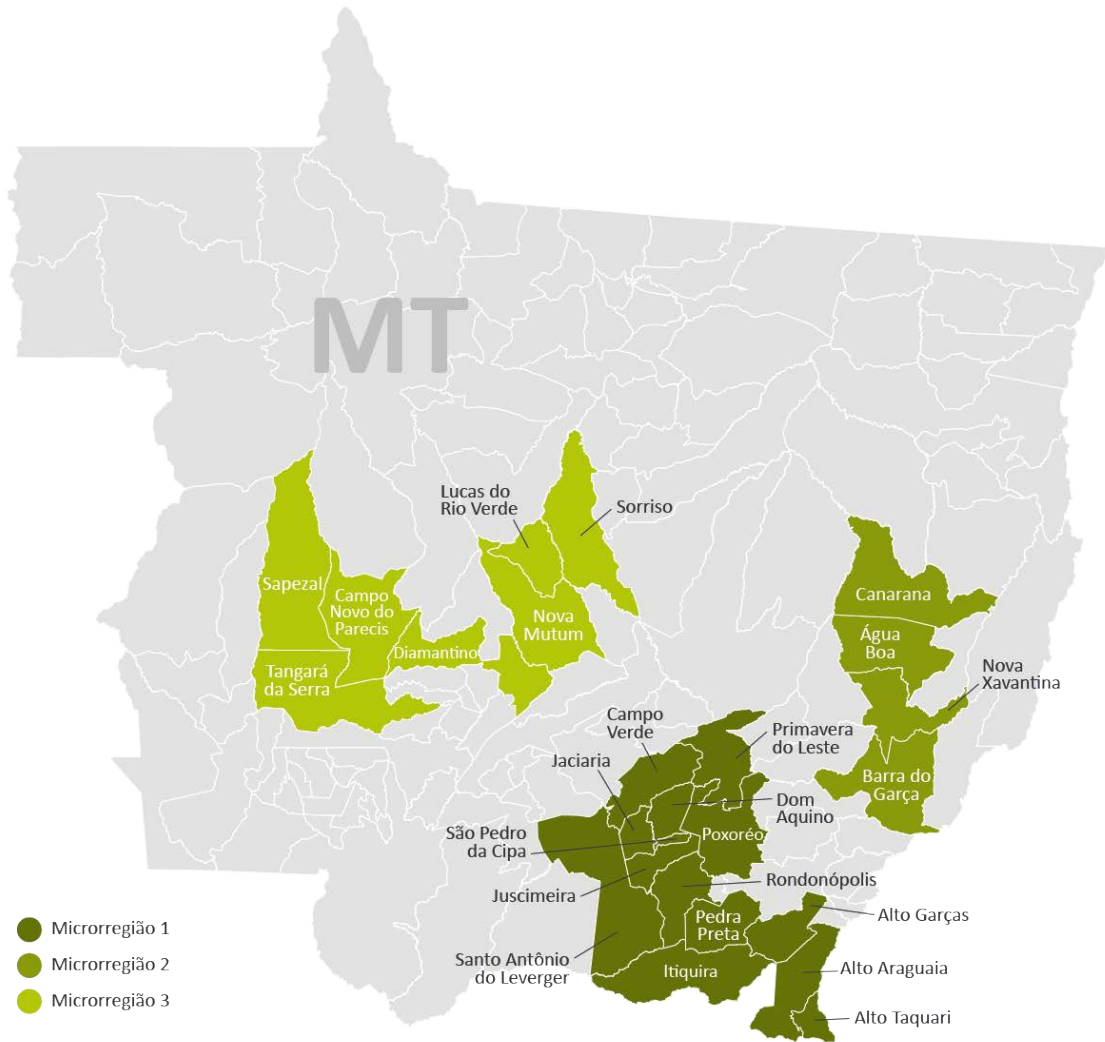 MT
Lucas do
Rio Verde
Sorriso
Sapezal
Campo
Novo do
Parecis
Nova
Mutum
Diamantino
Tangará
da Serra
Canarana
Água
Boa
Nova
Xavantina
Barra do
Garça
Campo
Verde
Primavera
do Leste
Jaciaria
Dom
Aquino
São Pedro
da Cipa
Poxoréo
Juscimeira
Rondonópolis
Pedra
Preta
Alto Garças
Santo Antônio
do Leverger
Itiquira
Alto Araguaia
Alto Taquari
Microrregião 1
Microrregião 2
Microrregião 3